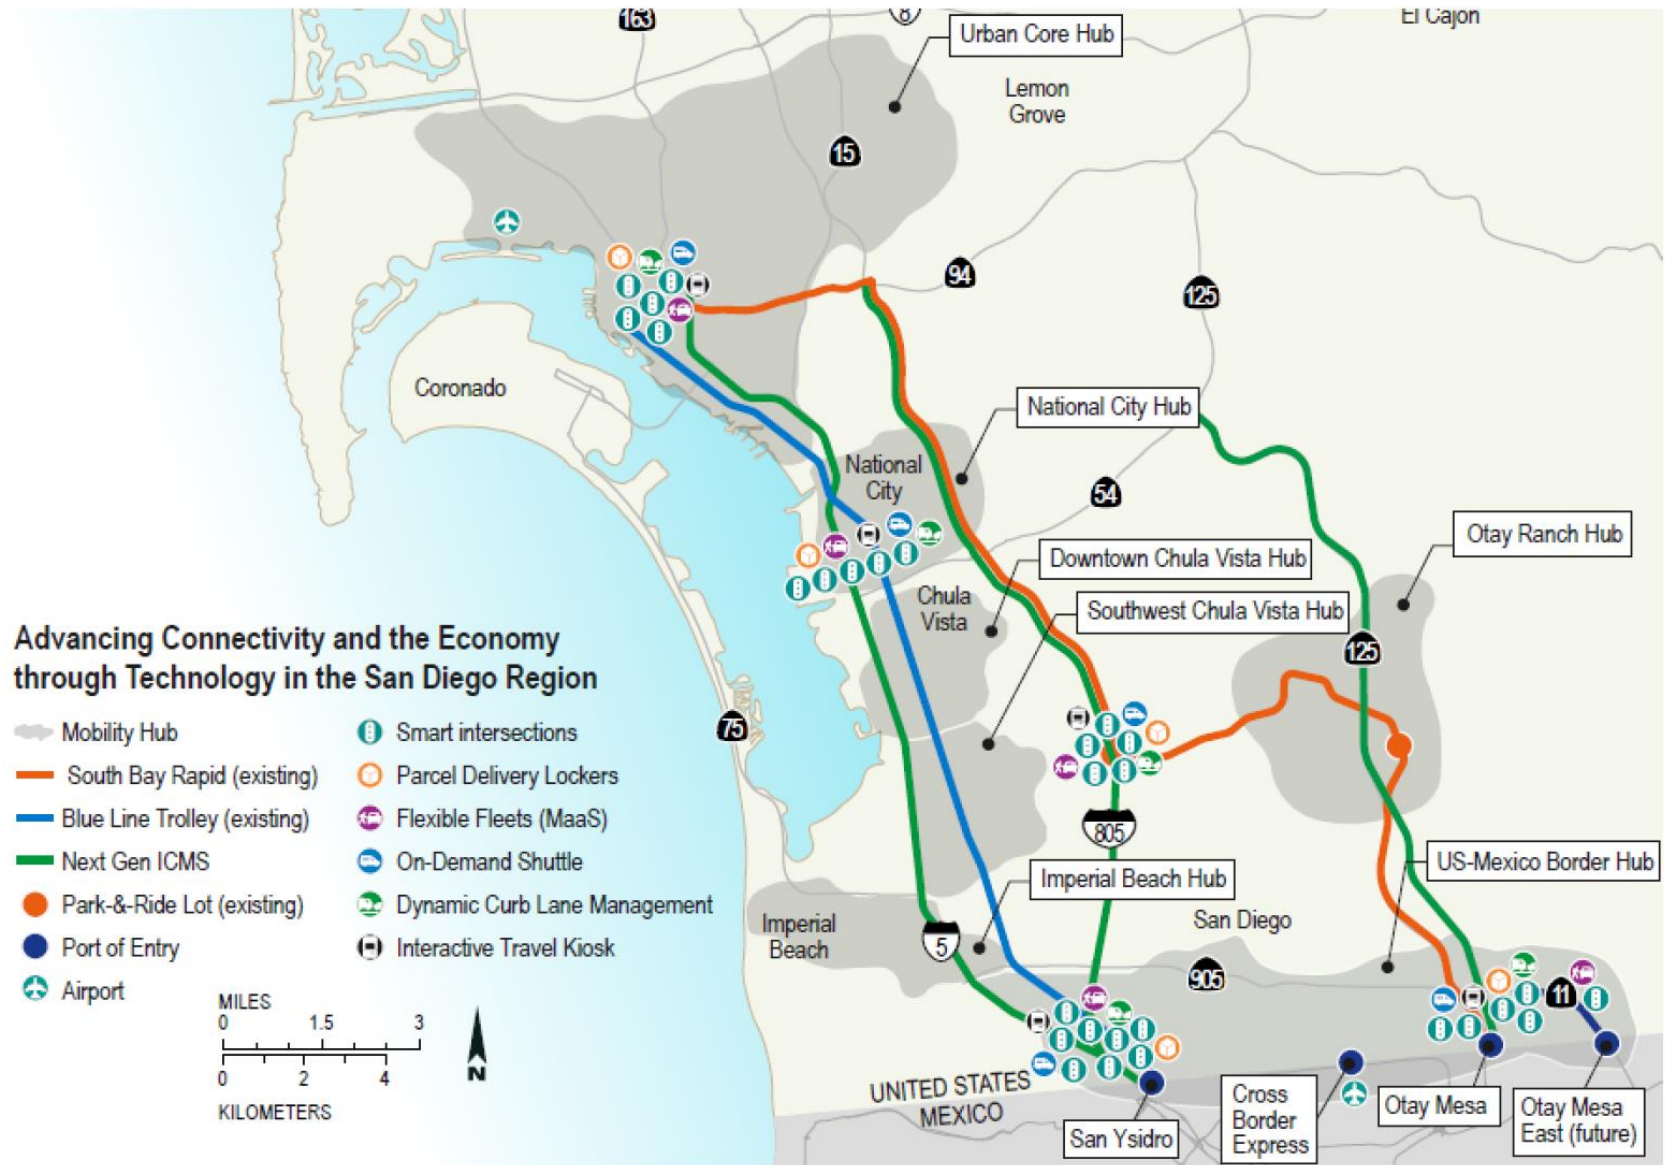 163
8
El Cajon
Urban Core Hub
Lemon
Grove
15
94
125
Coronado
National City Hub
National
City
54
Otay Ranch Hub
Downtown Chula Vista Hub
Chula
Vista
Southwest Chula Vista Hub
125
Advancing Connectivity and the Economy
through Technology in the San Diego Region
Mobility Hub
South Bay Rapid (existing)
Blue Line Trolley (existing)
Next Gen ICMS
Park-&-Ride Lot (existing)
Port of Entry
Airport
Smart intersections
Parcel Delivery Lockers
Flexible Fleets (MaaS)
On-Demand Shuttle
Dynamic Curb Lane Management
Interactive Travel Kiosk
75
805
US-Mexico Border Hub
Imperial Beach Hub
San Diego
Imperial
Beach
5
905
11
MILES
0 1.5 3
0 2 4
KILOMETERS
N
UNITED STATES
MEXICO
San Ysidro
Cross
Border
Express
Otay Mesa
Otay Mesa
East (future)